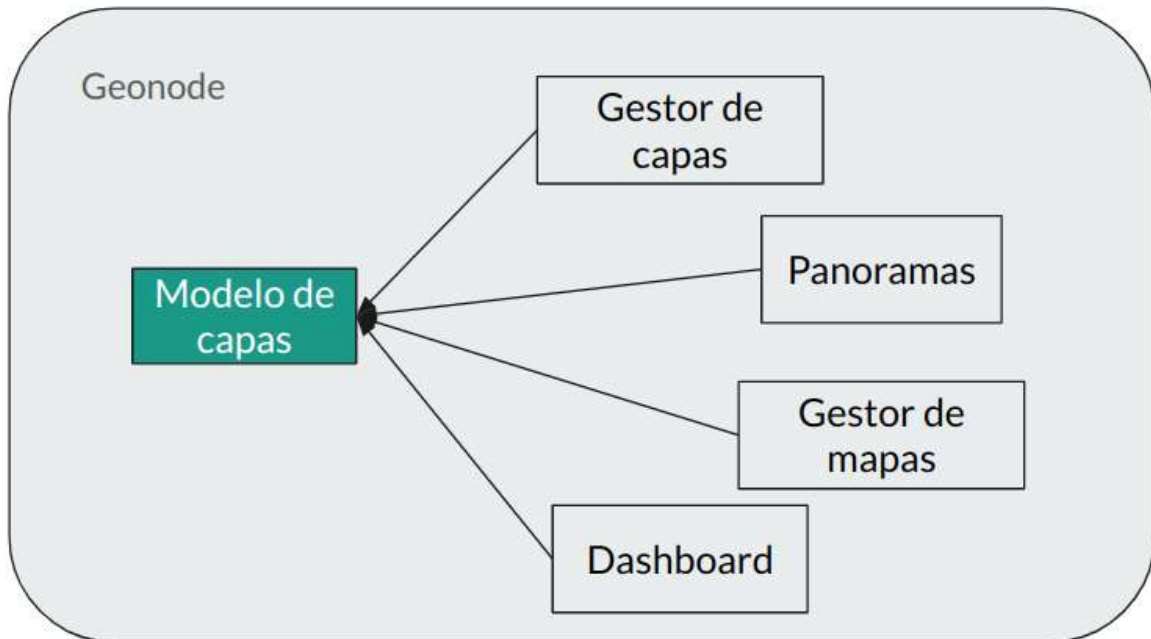 Geonode
Gestor de
capas
Panoramas
Modelo de
capas
Gestor de
mapas
Dashboard